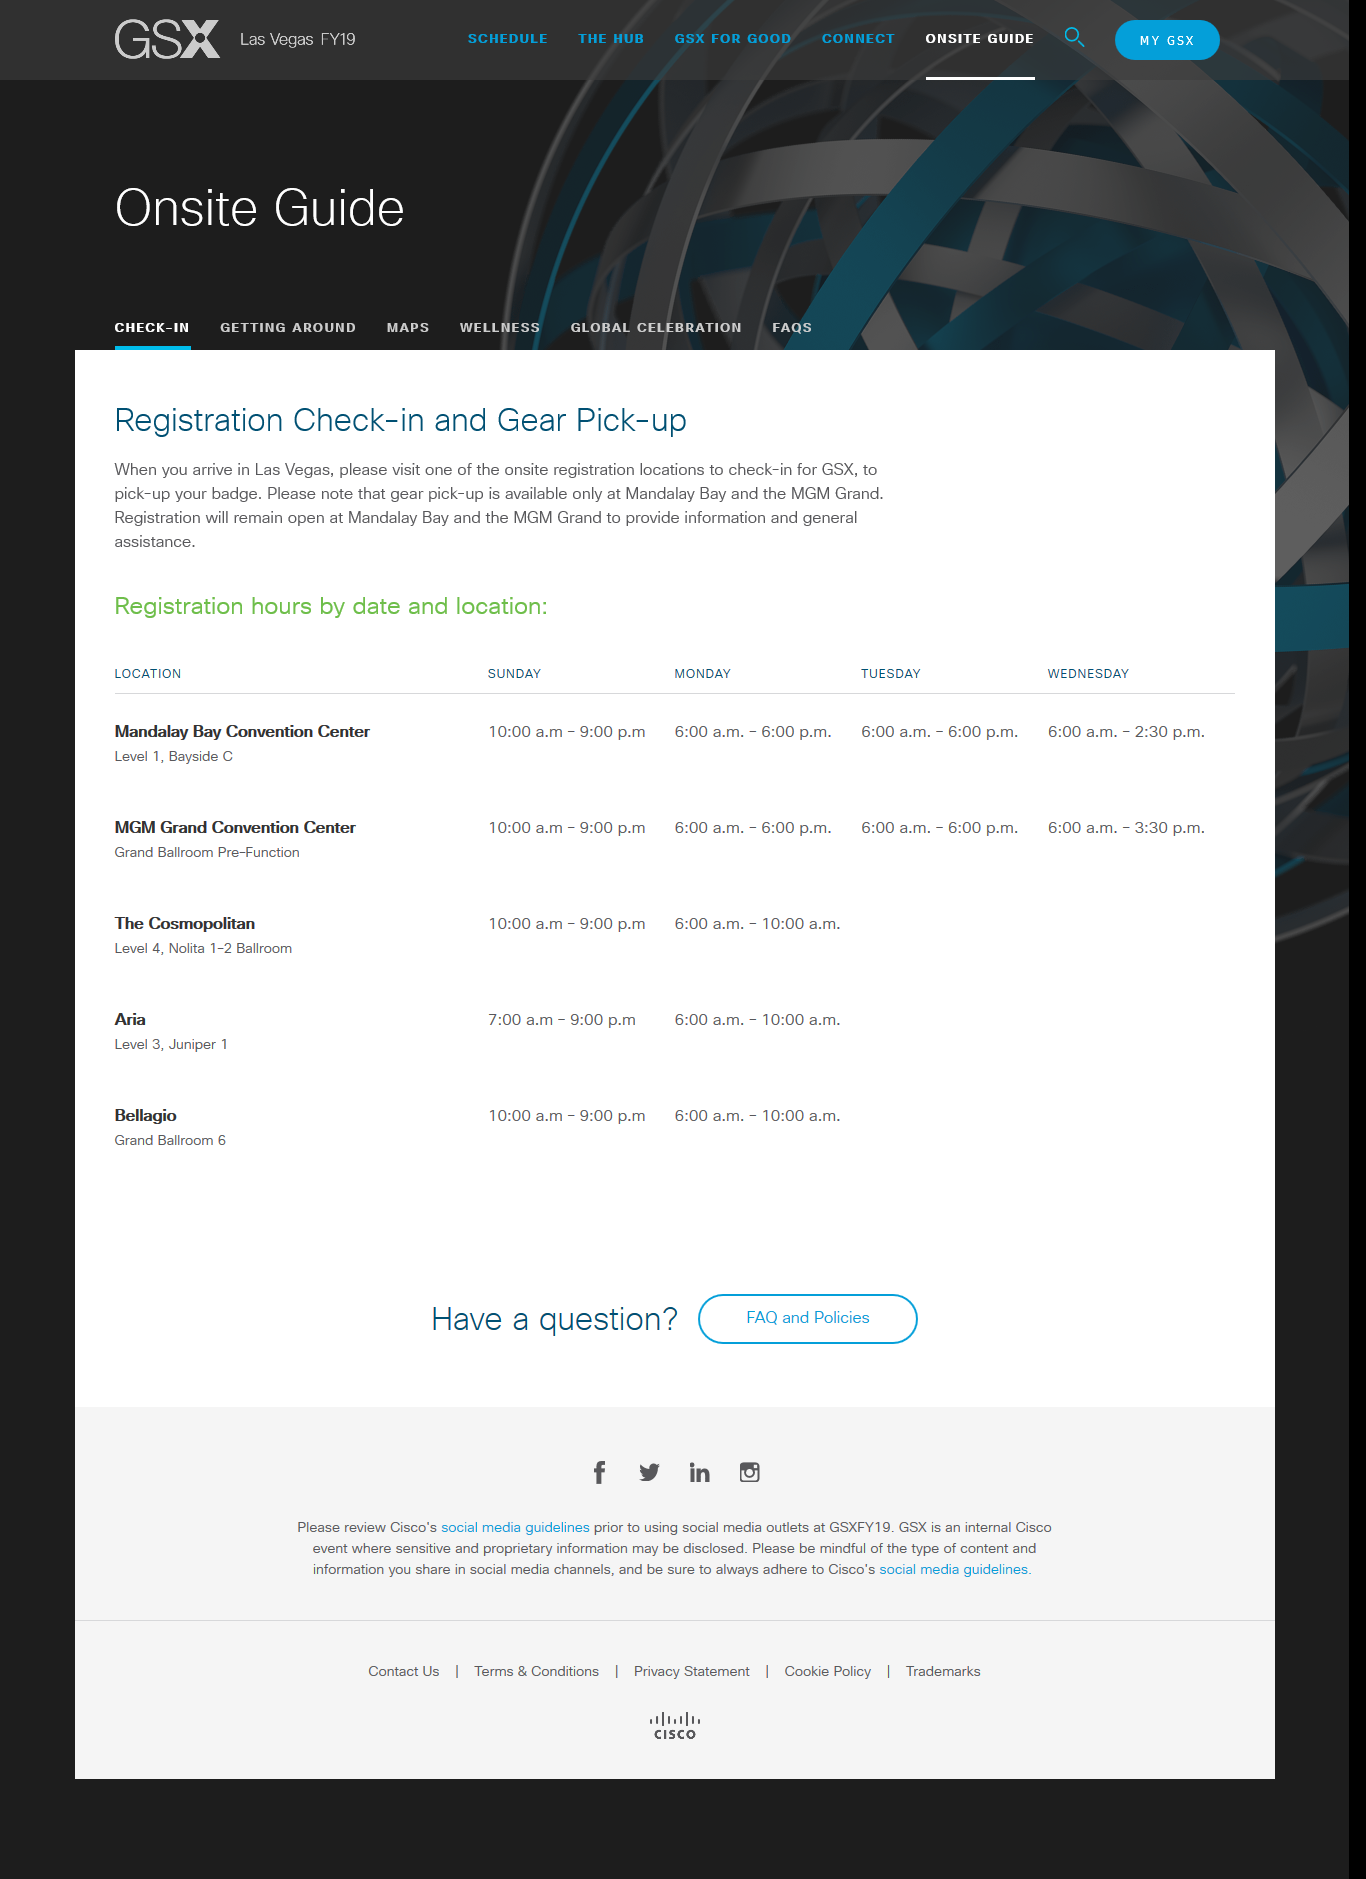 GSX Las Vegas FY19 SCHEDULE THE HUB GSX FOR GOOD CONNECT ONSITE GUIDE MY GSX
Onsite Guide
CHECK-IN GETTING AROUND MAPS WELLNESS GLOBAL CELEBRATION FAQS
Registration Check-in and Gear Pick-up
When you arrive in Las Vegas, please visit one of the onsite registration locations to check-in for GSX, to
pick-up your badge. Please note that gear pick-up is available only at Mandalay Bay and the MGM Grand.
Registration will remain open at Mandalay Bay and the MGM Grand to provide information and general
assistance.
Registration hours by date and location:
LOCATION SUNDAY MONDAY TUESDAY WEDNESDAY
Mandalay Bay Convention Center 10:00 a.m - 9:00 p.m 6:00 a.m. - 6:00 p.m. 6:00 a.m. - 6:00 p.m. 6:00 a.m. - 2:30 p.m.
Level 1, Bayside C
MGM Grand Convention Center 10:00 a.m - 9:00 p.m 6:00 a.m. - 6:00 p.m. 6:00 a.m. - 6:00 p.m. 6:00 a.m. - 3:30 p.m.
Grand Ballroom Pre-Function
The Cosmopolitan 10:00 a.m - 9:00 p.m 6:00 a.m. - 10:00 a.m.
Level 4, Nolita 1-2 Ballroom
Aria 7:00 a.m - 9:00 p.m 6:00 a.m. - 10:00 a.m.
Level 3, Juniper 1
Bellagio 10:00 a.m - 9:00 p.m 6:00 a.m. - 10:00 a.m.
Grand Ballroom 6
Have a question? FAQ and Policies
Please review Cisco's social media guidelines prior to using social media outlets at GSXFY19. GSX is an internal Cisco
event where sensitive and proprietary information may be disclosed. Please be mindful of the type of content and
information you share in social media channels, and be sure to always adhere to Cisco's social media guidelines.
Contact Us | Terms & Conditions | Privacy Statement | Cookie Policy | Trademarks
CISCO